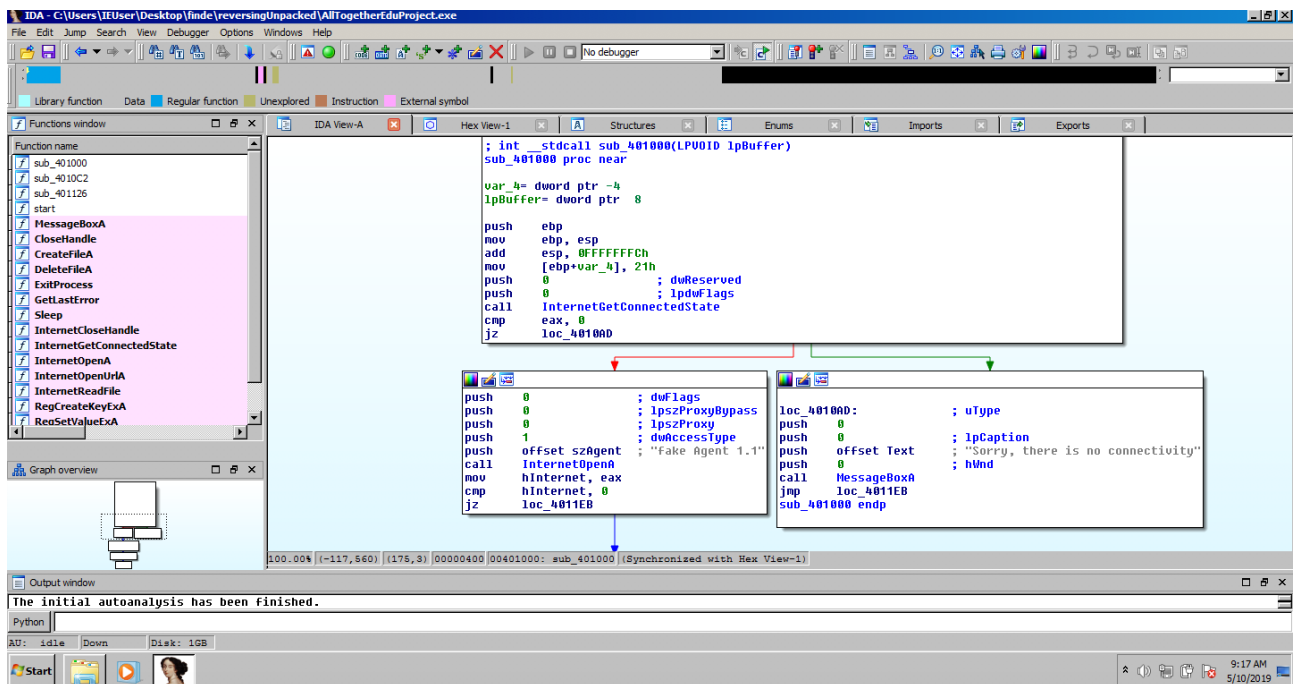 IDA - C:\Users\IEUser\Desktop\finde\reversingUnpacked\AllTogetherEduProject.exe
File Edit Jump Search View Debugger Options Windows Help
No debugger
Library function Data Regular function Unexplored Instruction External symbol
Functions window
Function name
sub_401000
sub_4010C2
sub_401126
start
MessageBoxA
CloseHandle
CreateFileA
DeleteFileA
ExitProcess
GetLastError
Sleep
InternetCloseHandle
InternetGetConnectedState
InternetOpenA
InternetOpenUrlA
InternetReadFile
RegCreateKeyExA
RegSetValueExA
Graph overview
IDA View-A Hex View-1 Structures Enums Imports Exports
; int __stdcall sub_401000(LPVOID lpBuffer)
sub_401000 proc near
var_4= dword ptr -4
lpBuffer= dword ptr 8
push ebp
mov ebp, esp
add esp, 0FFFFFFFCh
mov [ebp+var_4], 21h
push 0 ; dwReserved
push 0 ; lpdwFlags
call InternetGetConnectedState
cmp eax, 0
jz loc_4010AD
push 0 ; dwFlags
push 0 ; lpszProxyBypass
push 0 ; lpszProxy
push 1 ; dwAccessType
push offset szAgent ; "fake Agent 1.1"
call InternetOpenA
mov hInternet, eax
cmp hInternet, 0
jz loc_4011EB
loc_4010AD: ; uType
push 0
push 0 ; lpCaption
push offset Text ; "Sorry, there is no connectivity"
push 0 ; hWnd
call MessageBoxA
jmp loc_4011EB
sub_401000 endp
100.00% (-117,560) (175,3) 00000400 00401000: sub_401000 (Synchronized with Hex View-1)
Output window
The initial autoanalysis has been finished.
Python
AU: idle Down Disk: 1GB
Start
9:17 AM
5/10/2019